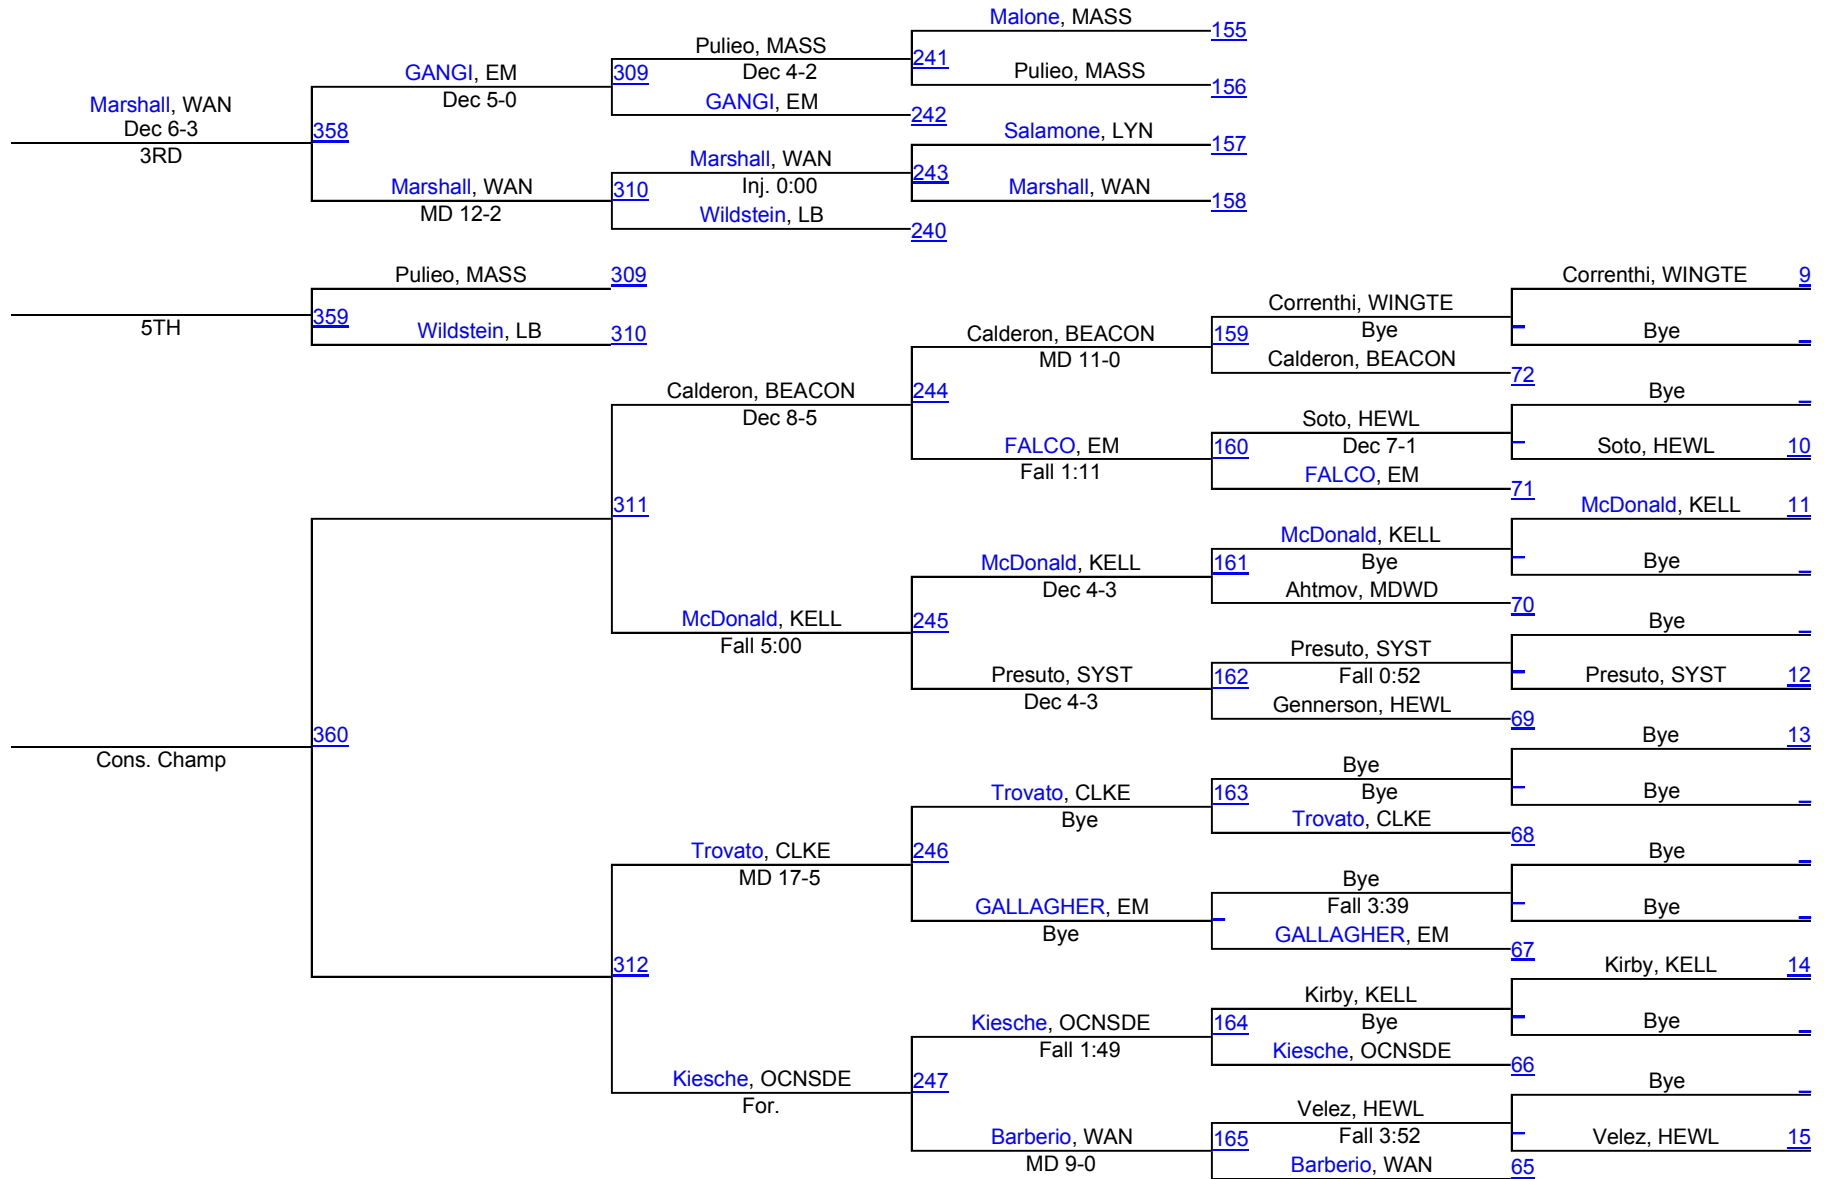 Malone, MASS 155
Pulieo, MASS 241
GANGI, EM 309 Dec 4-2 Pulieo, MASS
Dec 5-0 GANGI, EM 156
Marshall, WAN 242
Dec 6-3 358 Salamone, LYN 157
3RD Marshall, WAN 243
Marshall, WAN 310 Inj. 0:00 Marshall, WAN
MD 12-2 Wildstein, LB 158
240
Pulieo, MASS 309 Correnthi, WINGTE 9
359 Correnthi, WINGTE
5TH Wildstein, LB 310 Calderon, BEACON 159 Bye – Bye –
MD 11-0 Calderon, BEACON
Calderon, BEACON 244 72 Bye –
Dec 8-5 Soto, HEWL
FALCO, EM 160 Dec 7-1 – Soto, HEWL 10
Fall 1:11 FALCO, EM
311 71 McDonald, KELL 11
McDonald, KELL
McDonald, KELL 161 Bye – Bye –
Dec 4-3 Ahtmov, MDWD
McDonald, KELL 245 70 Bye –
Fall 5:00 Presuto, SYST
Presuto, SYST 162 Fall 0:52 – Presuto, SYST 12
Dec 4-3 Gennerson, HEWL
360 69 Bye 13
Cons. Champ Bye
Trovato, CLKE 163 Bye – Bye –
Bye Trovato, CLKE
Trovato, CLKE 246 68 Bye –
MD 17-5 Bye
GALLAGHER, EM – Fall 3:39 – Bye –
Bye GALLAGHER, EM
312 67 Kirby, KELL 14
Kirby, KELL
Kiesche, OCNSDE 164 Bye – Bye –
Fall 1:49 Kiesche, OCNSDE
Kiesche, OCNSDE 247 66 Bye –
For. Velez, HEWL
Barberio, WAN 165 Fall 3:52 – Velez, HEWL 15
MD 9-0 Barberio, WAN 65